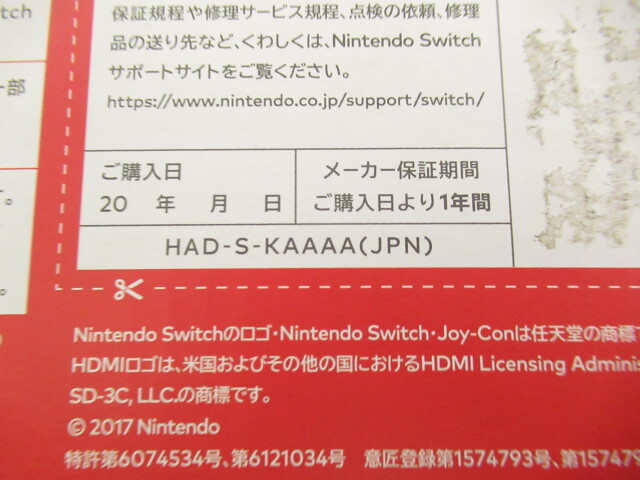 witch
保証規程や修理サービス規程、点検の依頼、修理
品の送り先など、くわしくは、Nintendo Switch
サポートサイトをご覧ください。
https://www.nintendo.co.jp/support/switch/
一部
す。
ご購入日
20 年 月 日
メーカー保証期間
ご購入日より1年間
HAD-S-KAAAA(JPN)
Nintendo Switchのロゴ・Nintendo Switch・Joy-Conは任天堂の商標
HDMIロゴは、米国およびその他の国におけるHDMI Licensing Adminis
SD-3C, LLC.の商標です。
© 2017 Nintendo
特許第6074534号、第6121034号 意匠登録第1574793号、第1574